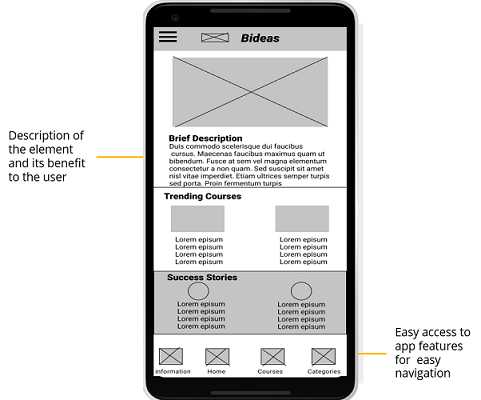 Bideas
Description of
the element
and its benefit
to the user
Brief Description
Duis commodo scelerisque dui faucibus
cursus. Maecenas faucibus maximus quam ut
bibendum. Fusce at sem vel magna elementum
consectetur a non quam. Sed suscipit sit amet
nisl vitae imperdiet. Etiam ultrices semper turpis
sed porta. Proin fermentum turpis
Trending Courses
Lorem episum
Lorem episum
Lorem episum
Lorem episum
Lorem episum
Lorem episum
Lorem episum
Lorem episum
Success Stories
Lorem episum
Lorem episum
Lorem episum
Lorem episum
Lorem episum
Lorem episum
Lorem episum
Lorem episum
Information Home Courses Categories
Easy access to
app features
for easy
navigation